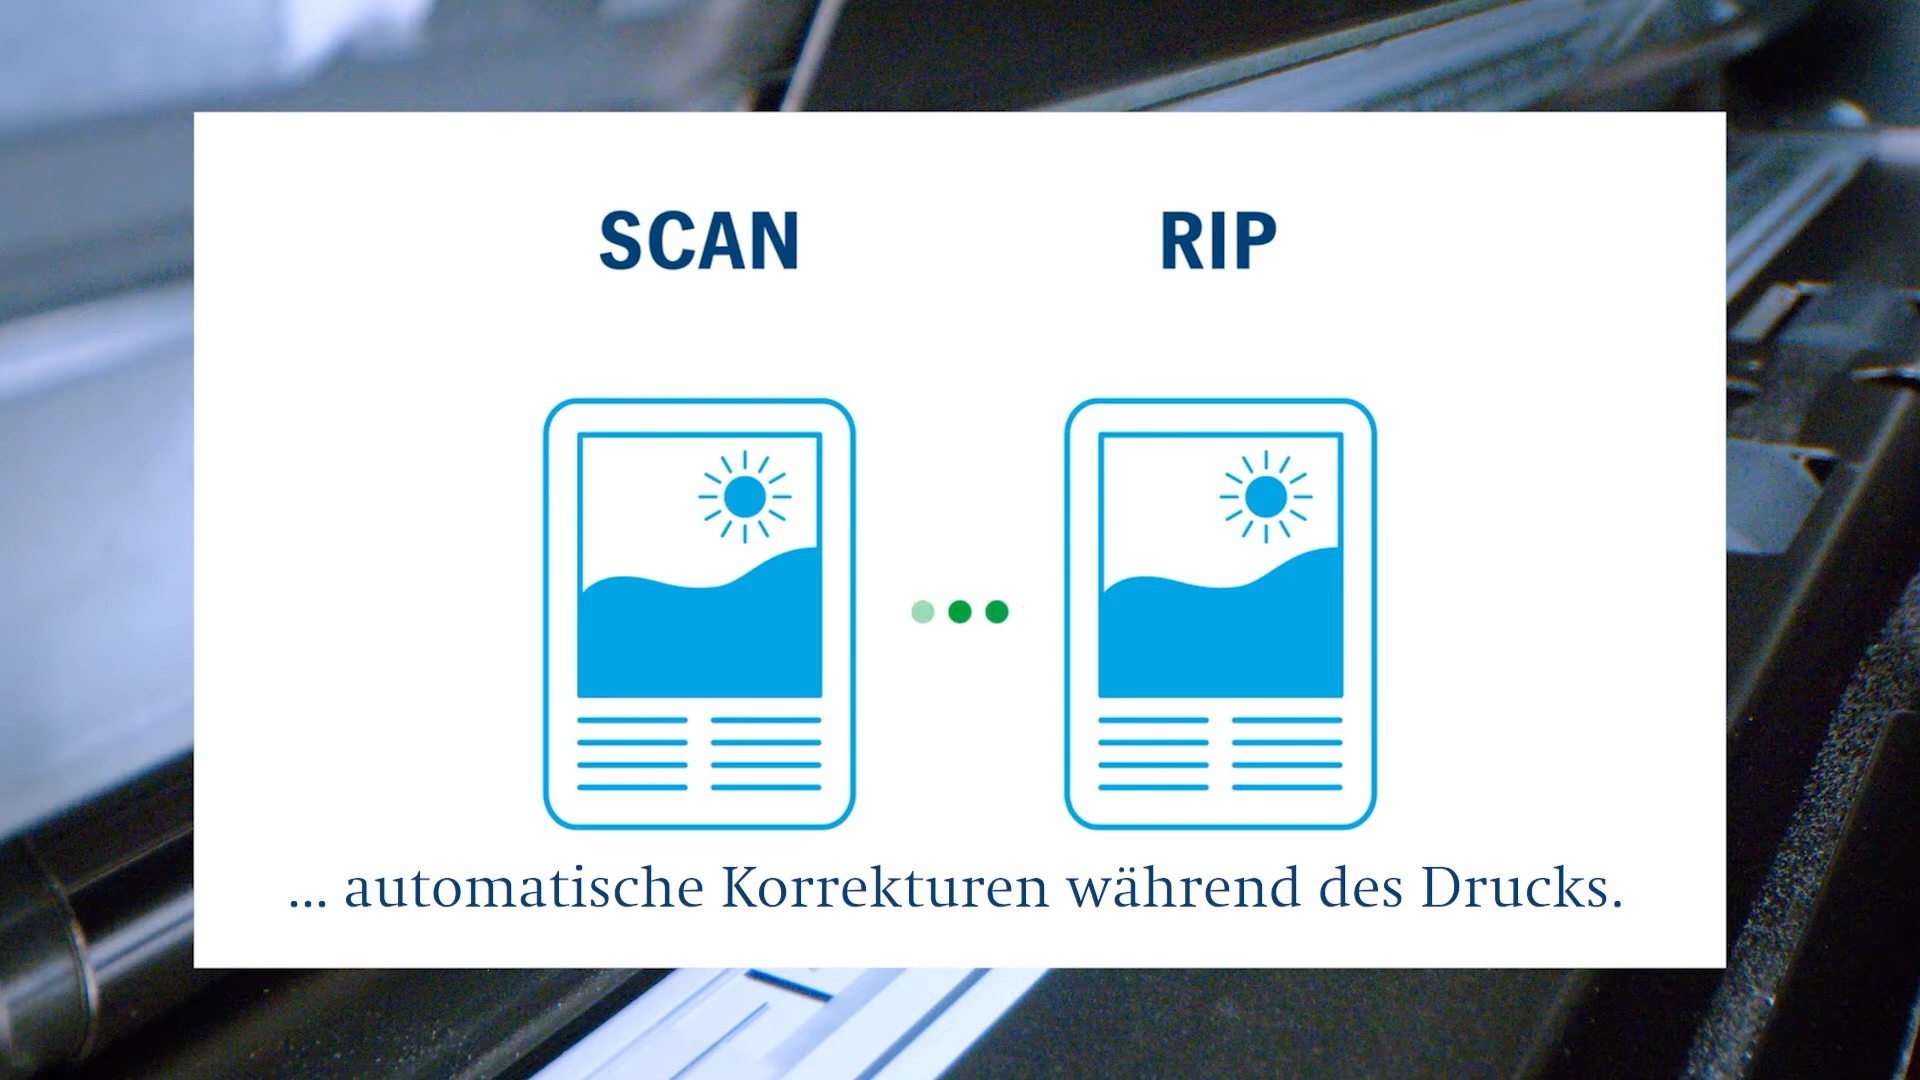 SCAN RIP
... automatische Korrekturen während des Drucks.